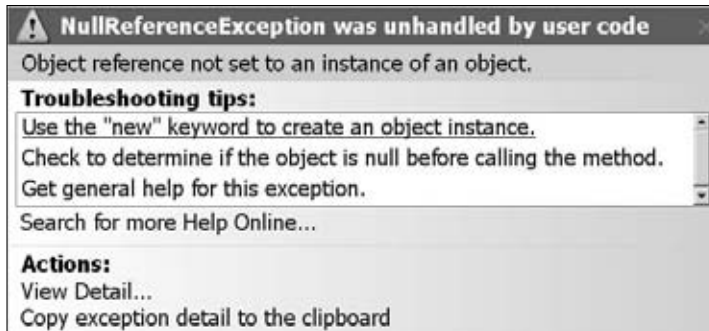 NullReferenceException was unhandled by user code
Object reference not set to an instance of an object.
Troubleshooting tips:
Use the "new" keyword to create an object instance.
Check to determine if the object is null before calling the method.
Get general help for this exception.
Search for more Help Online...
Actions:
View Detail...
Copy exception detail to the clipboard